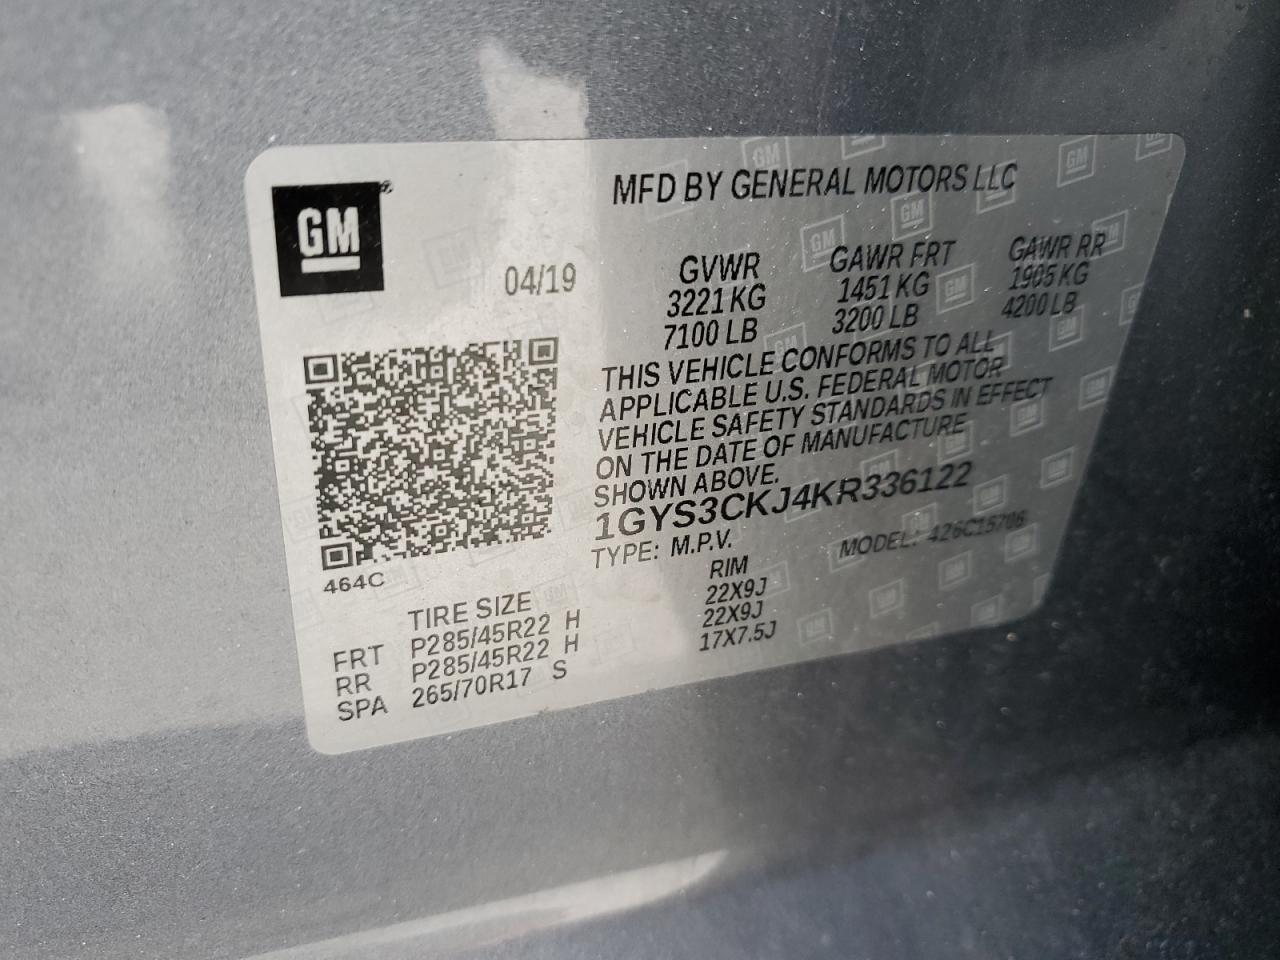 GM
MFD BY GENERAL MOTORS LLC
04/19
GVWR GAWR FRT GAWR RR
3221 KG 1451 KG 1905 KG
7100 LB 3200 LB 4200 LB
THIS VEHICLE CONFORMS TO ALL
APPLICABLE U.S. FEDERAL MOTOR
VEHICLE SAFETY STANDARDS IN EFFECT
ON THE DATE OF MANUFACTURE
SHOWN ABOVE.
1GYS3CKJ4KR336122
TYPE: M.P.V. MODEL: 426C15706
464C
TIRE SIZE RIM
FRT P285/45R22 H 22X9J
RR P285/45R22 H 22X9J
SPA 265/70R17 S 17X7.5J